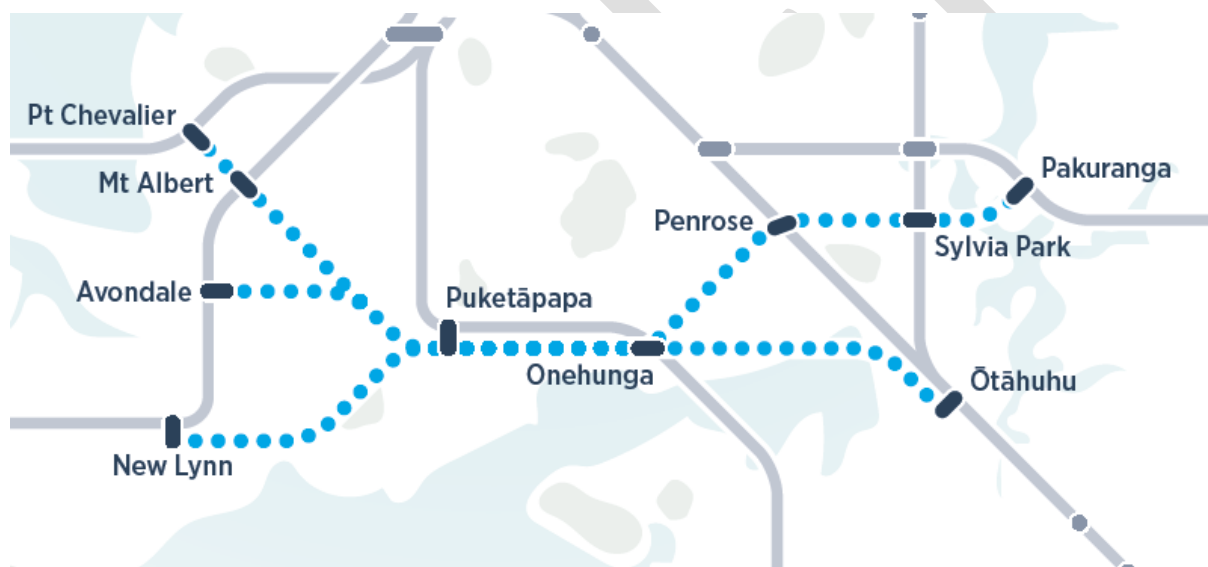 Pt Chevalier
Mt Albert
Pakuranga
Penrose
Sylvia Park
Avondale
Puketāpapa
Onehunga
Ōtāhuhu
New Lynn